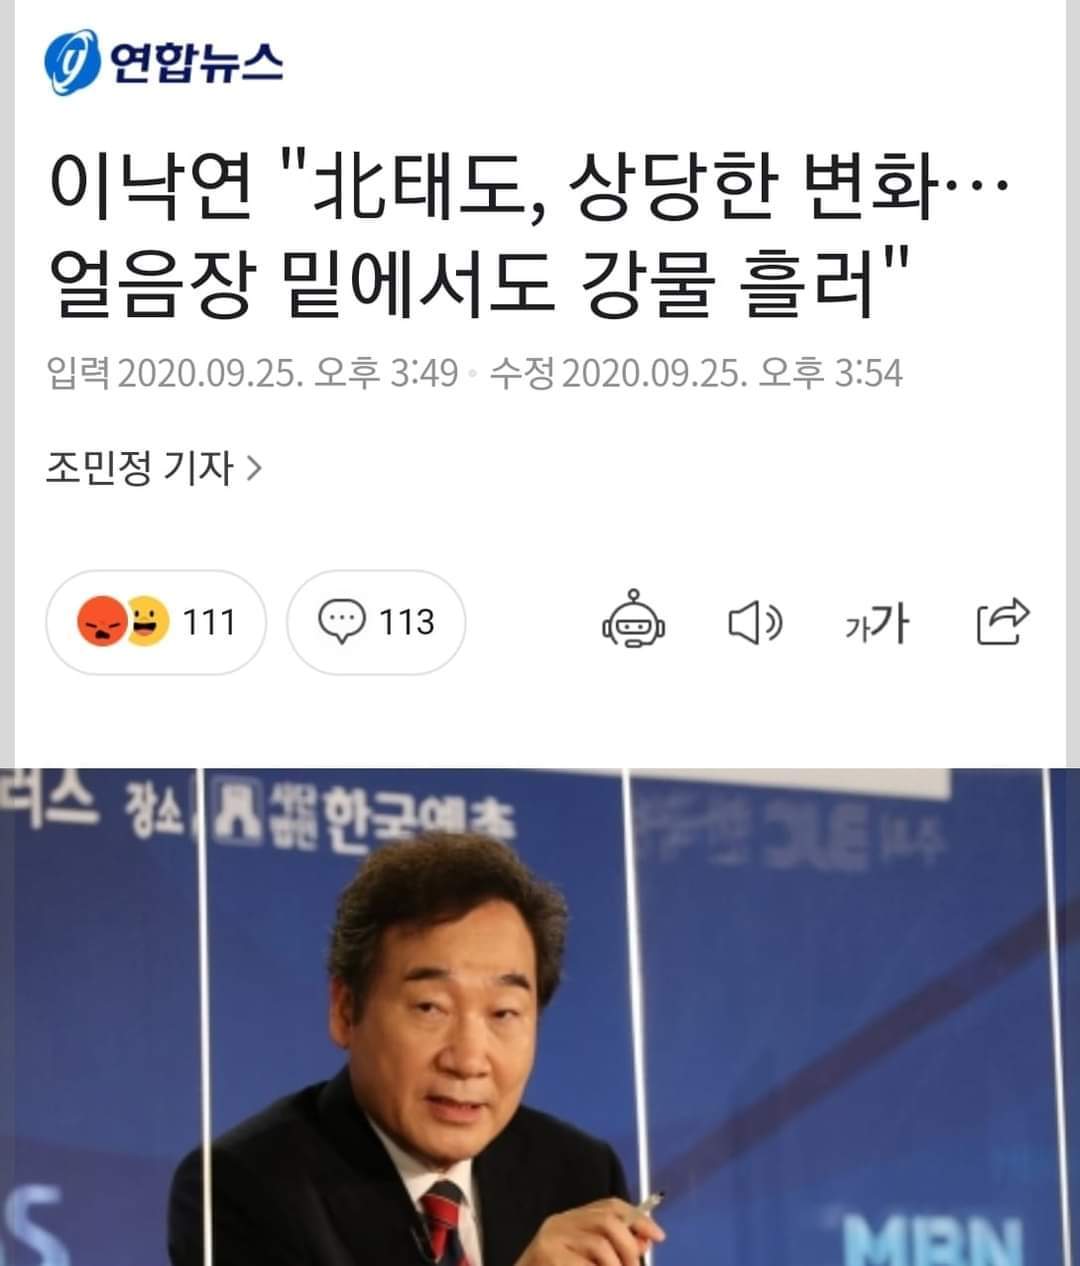 연합뉴스
이낙연 "北태도, 상당한 변화…
얼음장 밑에서도 강물 흘러"
입력 2020.09.25. 오후 3:49 · 수정 2020.09.25. 오후 3:54
조민정 기자 >
111
113
가가
러스 장소
한국예총
S
MBN